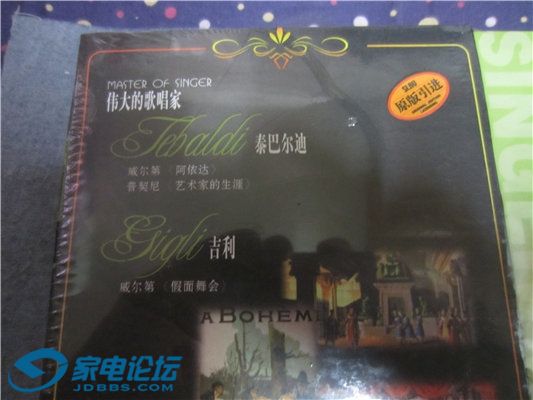 MASTER OF SINGER
伟大的歌唱家
Tebaldi 泰巴尔迪
威尔第 《阿依达》
普契尼 艺术家的生涯》
Gigli 吉利
威尔第 《假面舞会》
A BOHEM
原版引进
SINGE
家电论坛
JDBBS.COM